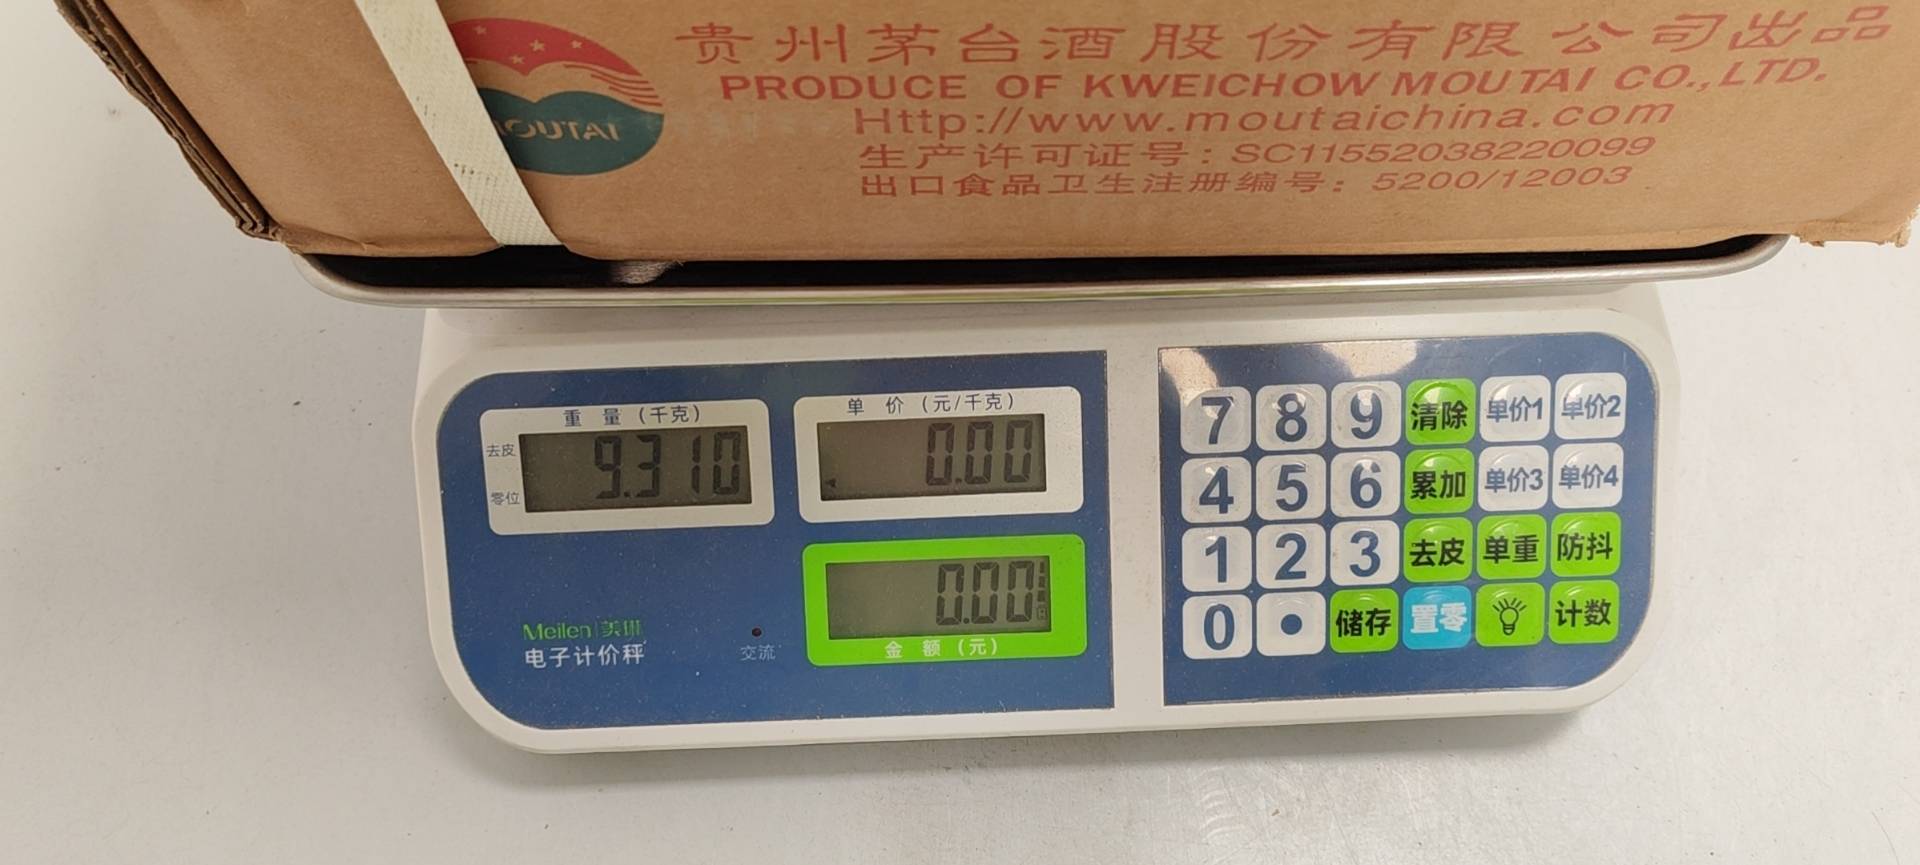 贵州茅台酒股份有限公司出品
PRODUCE OF KWEICHOW MOUTAI CO.,LTD.
MOUTAI
Http://www.moutaichina.com
生产许可证号：SC11552038220099
出口食品卫生注册编号：5200/12003
重量（千克）
去皮
零位
9.310
单价（元/千克）
0.00
0.00
金额（元）
Meilen 美琳
电子计价秤
交流
7 8 9 清除 单价1 单价2
4 5 6 累加 单价3 单价4
1 2 3 去皮 单重 防抖
0 . 储存 置零 计数